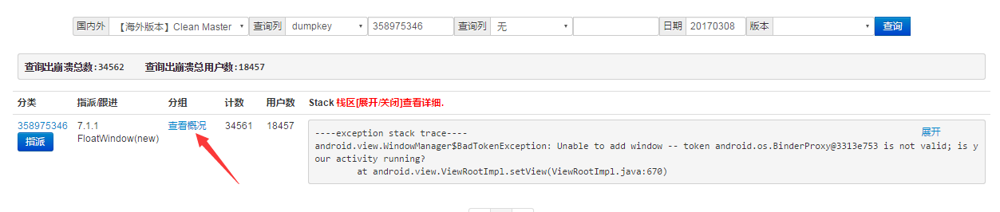 国内外 【海外版本】Clean Master 查询列 dumpkey 358975346 查询列 无 日期 20170308 版本 查询
查询出崩溃总数:34562 查询出崩溃总用户数:18457
分类 指派/跟进 分组 计数 用户数 Stack 栈区[展开/关闭]查看详细.
358975346 7.1.1 查看概况 34561 18457
指派 FloatWindow(new)
展开
----exception stack trace----
android.view.WindowManager$BadTokenException: Unable to add window -- token android.os.BinderProxy@3313e753 is not valid; is y
our activity running?
at android.view.ViewRootImpl.setView(ViewRootImpl.java:670)